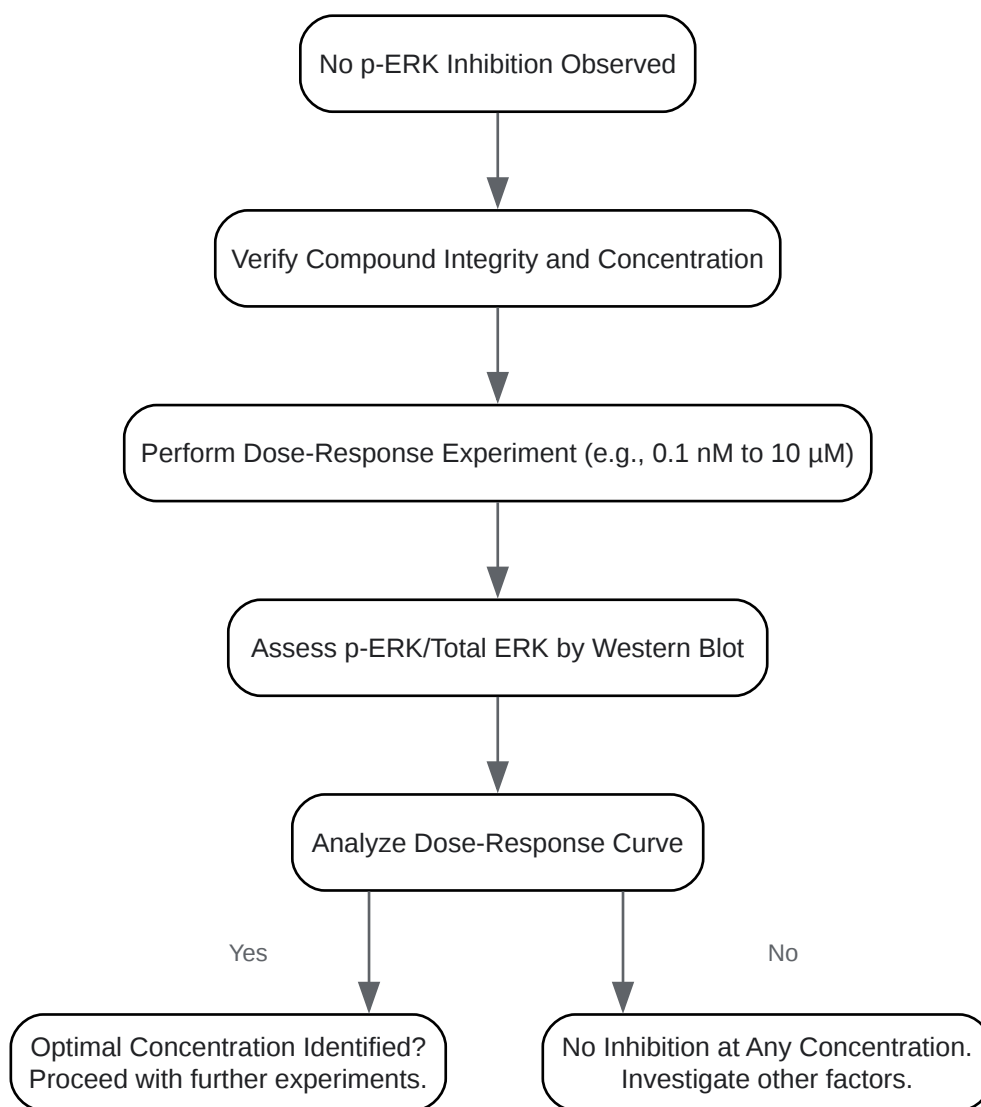 No p-ERK Inhibition Observed
Verify Compound Integrity and Concentration
Perform Dose-Response Experiment (e.g., 0.1 nM to 10 µM)
Assess p-ERK/Total ERK by Western Blot
Analyze Dose-Response Curve
Yes
No
Optimal Concentration Identified?
Proceed with further experiments.
No Inhibition at Any Concentration.
Investigate other factors.